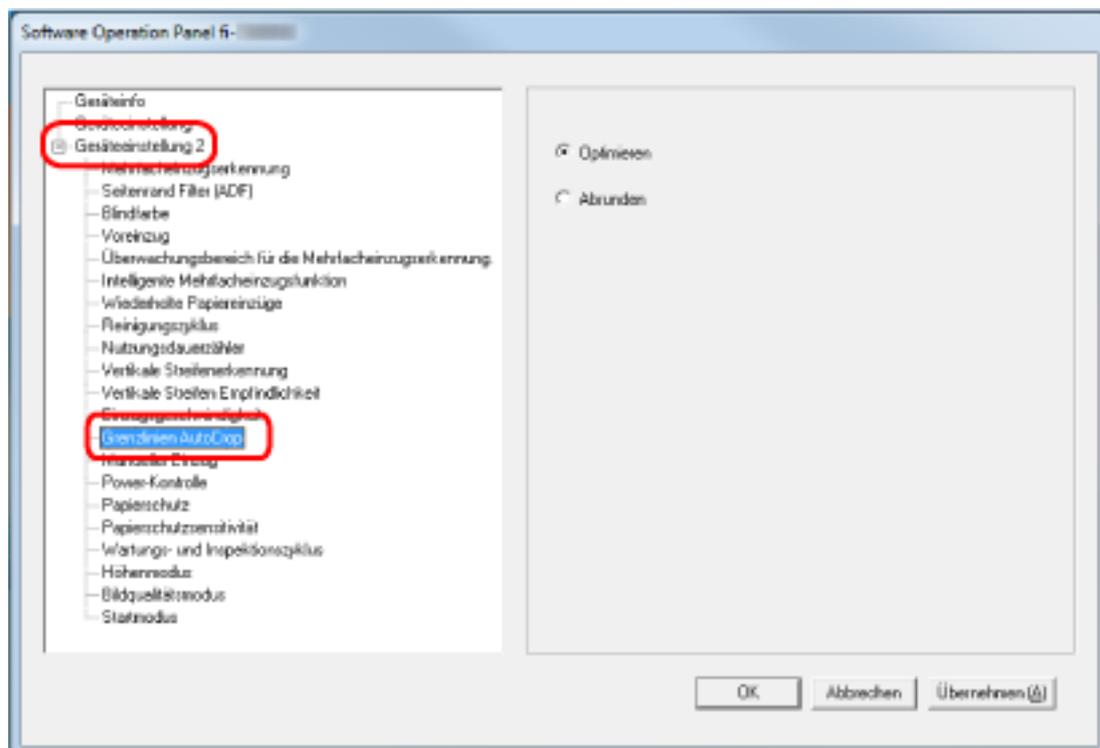 Software Operation Panel fi-
Geräteinfo
Geräteeinstellung
Geräteeinstellung 2
Mehrfacheinzugserkennung
Seitenrand Filter (ADF)
Blindfarbe
Voreinzug
Überwachungsbereich für die Mehrfacheinzugserkennung.
Intelligente Mehrfacheinzugsfunktion
Wiederholte Papiereinzüge
Reinigungszyklus
Nutzungsdauerzähler
Vertikale Streifenerkennung
Vertikale Streifen Empfindlichkeit
Einzugsgeschwindigkeit
Grenzlinien AutoCrop
Manueller Einzug
Power-Kontrolle
Papierschutz
Papierschutzsensitivität
Wartungs- und Inspektionszyklus
Höhenmodus
Bildqualitätsmodus
Startmodus
Optimieren
Abrunden
OK
Abbrechen
Übernehmen (A)